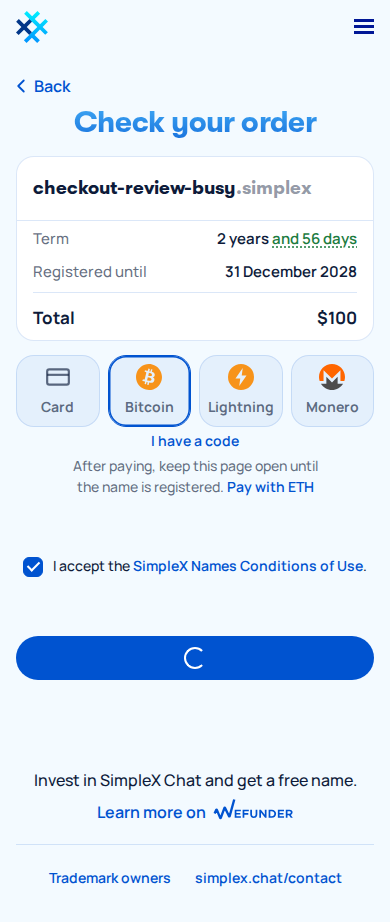 Back
Check your order
checkout-review-busy.simplex
Term 2 years and 56 days
Registered until 31 December 2028
Total $100
Card Bitcoin Lightning Monero
I have a code
After paying, keep this page open until
the name is registered. Pay with ETH
I accept the SimpleX Names Conditions of Use.
Invest in SimpleX Chat and get a free name.
Learn more on WEFUNDER
Trademark owners simplex.chat/contact